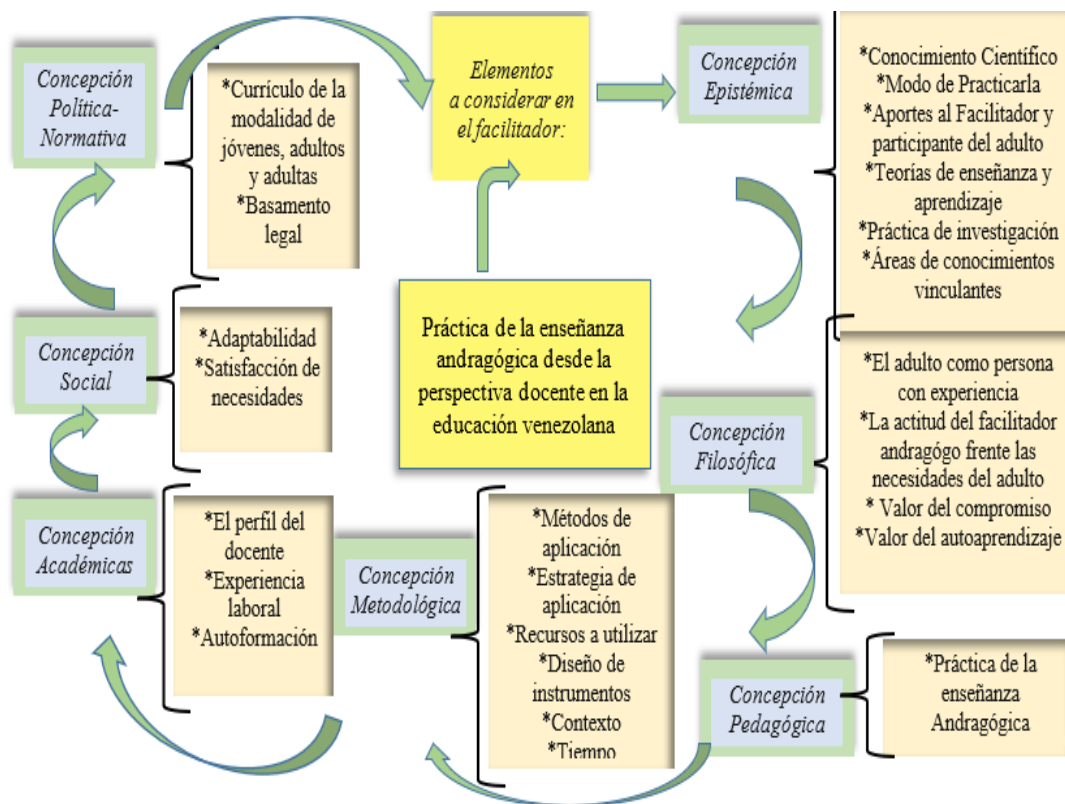 Concepción
Política-
Normativa
*Currículo de la
modalidad de
jóvenes, adultos
y adultas
*Basamento
legal
Elementos
a considerar en
el facilitador:
Concepción
Epistémica
*Conocimiento Científico
*Modo de Practicarla
*Aportes al Facilitador y
participante del adulto
*Teorías de enseñanza y
aprendizaje
*Práctica de investigación
*Áreas de conocimientos
vinculantes
Concepción
Social
*Adaptabilidad
*Satisfacción de
necesidades
Práctica de la enseñanza
andragógica desde la
perspectiva docente en la
educación venezolana
Concepción
Filosófica
*El adulto como persona
con experiencia
*La actitud del facilitador
andragógo frente las
necesidades del adulto
* Valor del compromiso
*Valor del autoaprendizaje
Concepción
Académicas
*El perfil del
docente
*Experiencia
laboral
*Autoformación
Concepción
Metodológica
*Métodos de
aplicación
*Estrategia de
aplicación
*Recursos a utilizar
*Diseño de
instrumentos
*Contexto
*Tiempo
Concepción
Pedagógica
*Práctica de la
enseñanza
Andragógica